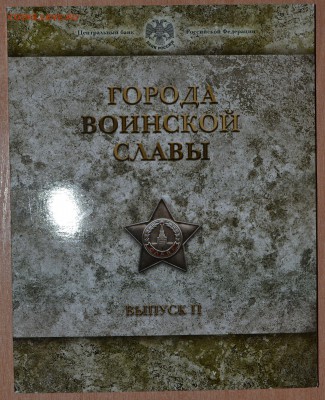 Центральный банк Российской Федерации
ГОРОДА
ВОИНСКОЙ
СЛАВЫ
ВЫПУСК II